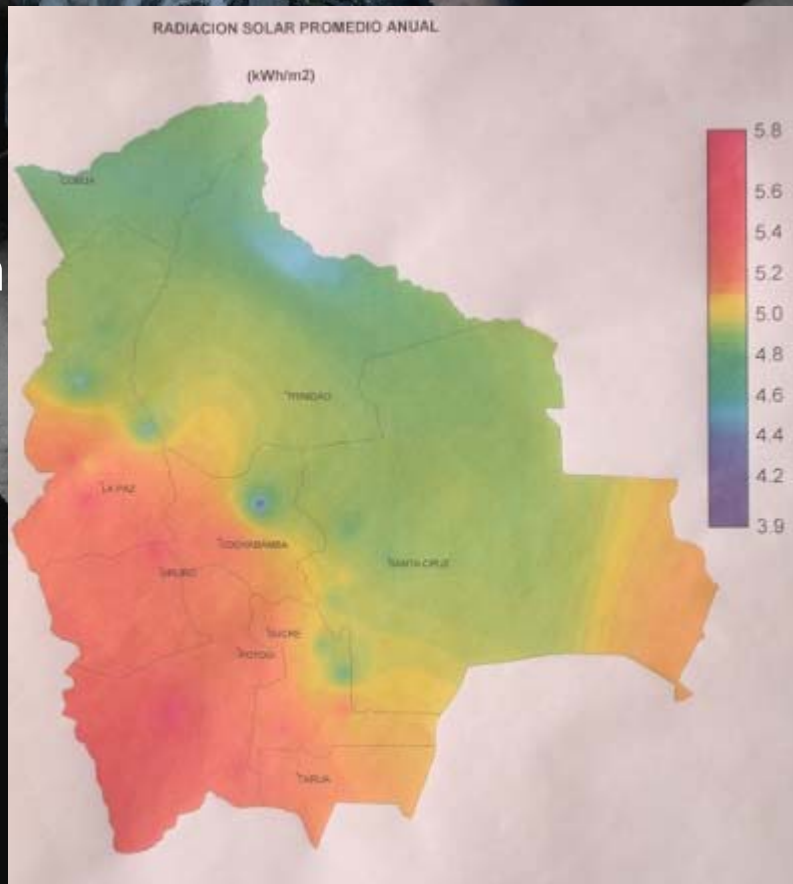 RADIACION SOLAR PROMEDIO ANUAL
(kWh/m2)
5.8
5.6
5.4
5.2
5.0
4.8
4.6
4.4
4.2
3.9
COBIJA
TRINIDAD
LA PAZ
COCHABAMBA
ORURO
SANTA CRUZ
SUCRE
POTOSI
TARIJA